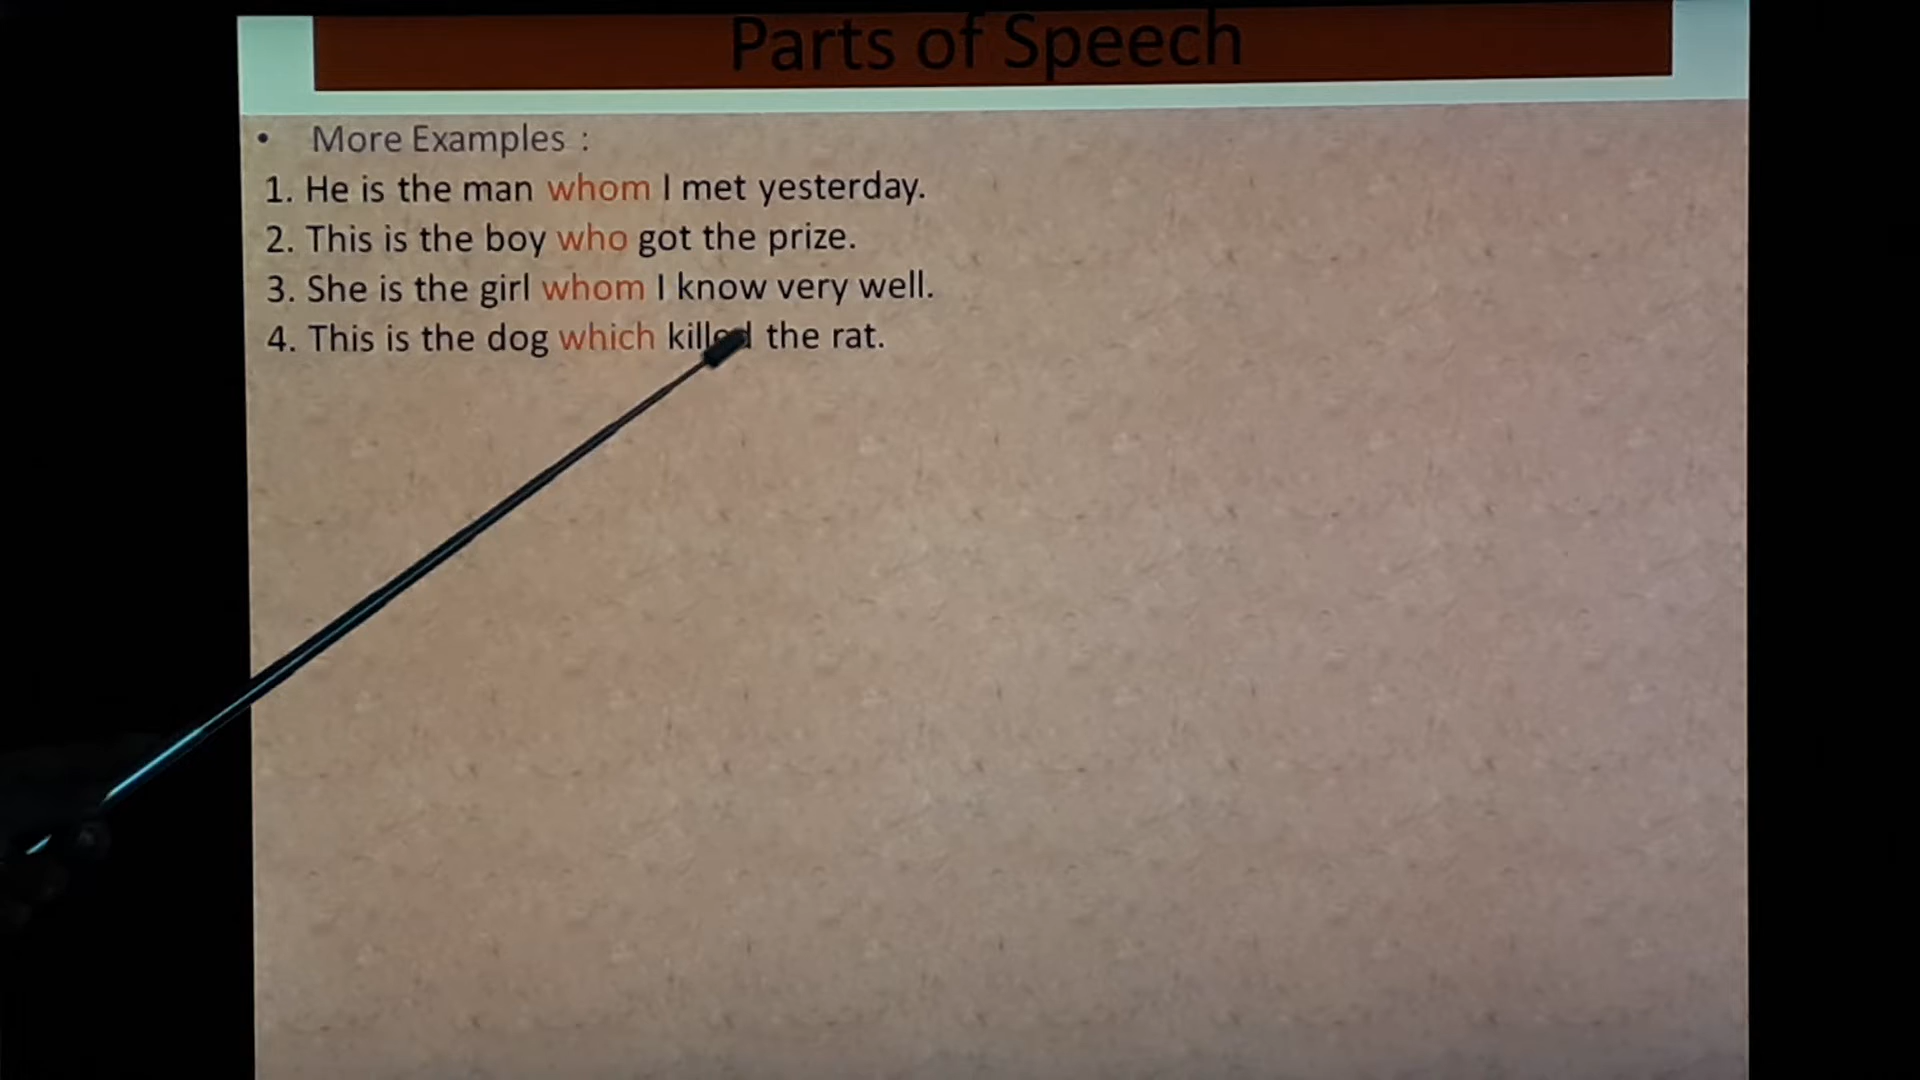 Parts of Speech
• More Examples :
1. He is the man whom I met yesterday.
2. This is the boy who got the prize.
3. She is the girl whom I know very well.
4. This is the dog which killed the rat.